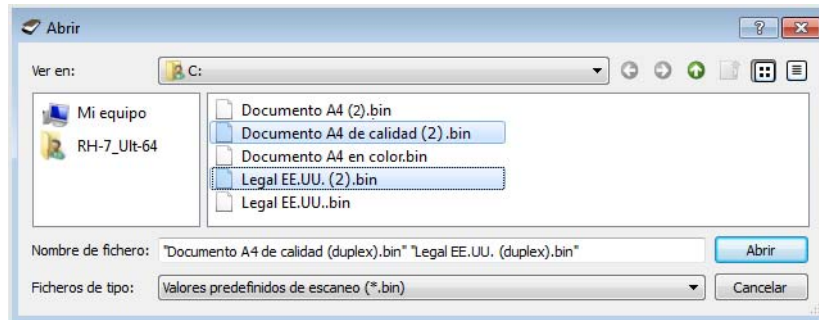 Abrir
Ver en:
C:
Mi equipo
RH-7_Ult-64
Documento A4 (2).bin
Documento A4 de calidad (2).bin
Documento A4 en color.bin
Legal EE.UU. (2).bin
Legal EE.UU..bin
Nombre de fichero: "Documento A4 de calidad (duplex).bin" "Legal EE.UU. (duplex).bin" Abrir
Ficheros de tipo: Valores predefinidos de escaneo (*.bin) Cancelar